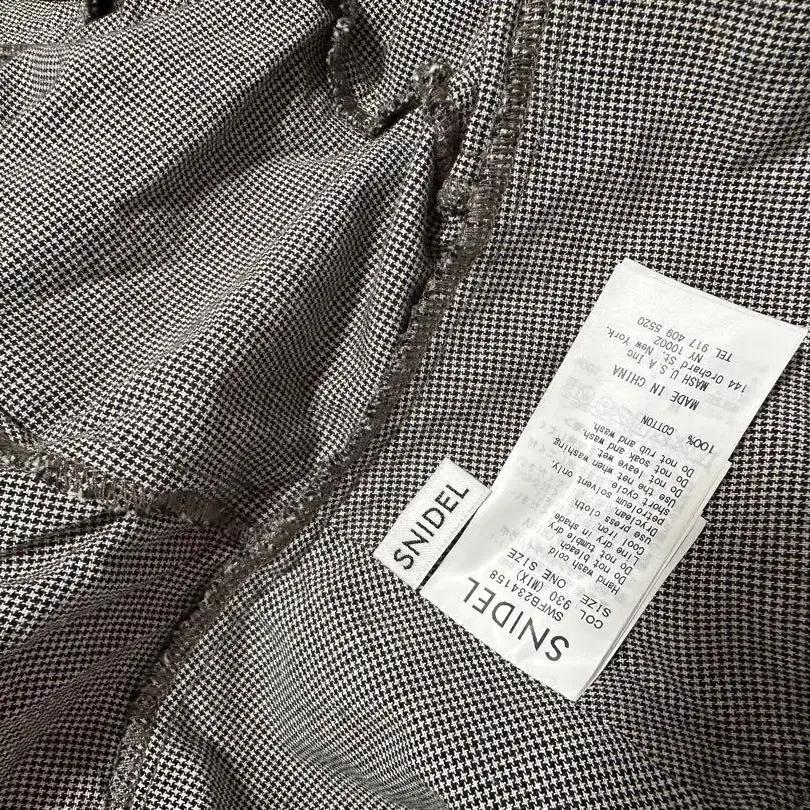 SNIDEL
SNIDEL
SWFB234158
COL 930 (MIX)
SIZE ONE SIZE
Hand wash cold
Do not bleach.
Do not tumble dry
Line dry in shade
Cool iron.
Use press cloth.
Dryclean.
petroleum solvent only.
short cycle
Use the net when washing
Do not leave wet.
Do not soak and wash.
Do not rub and wash.
100% COTTON
MADE IN CHINA
MASH U S A INC.
144 Orchard St. New York.
NY 10002
TEL 917 409 5520